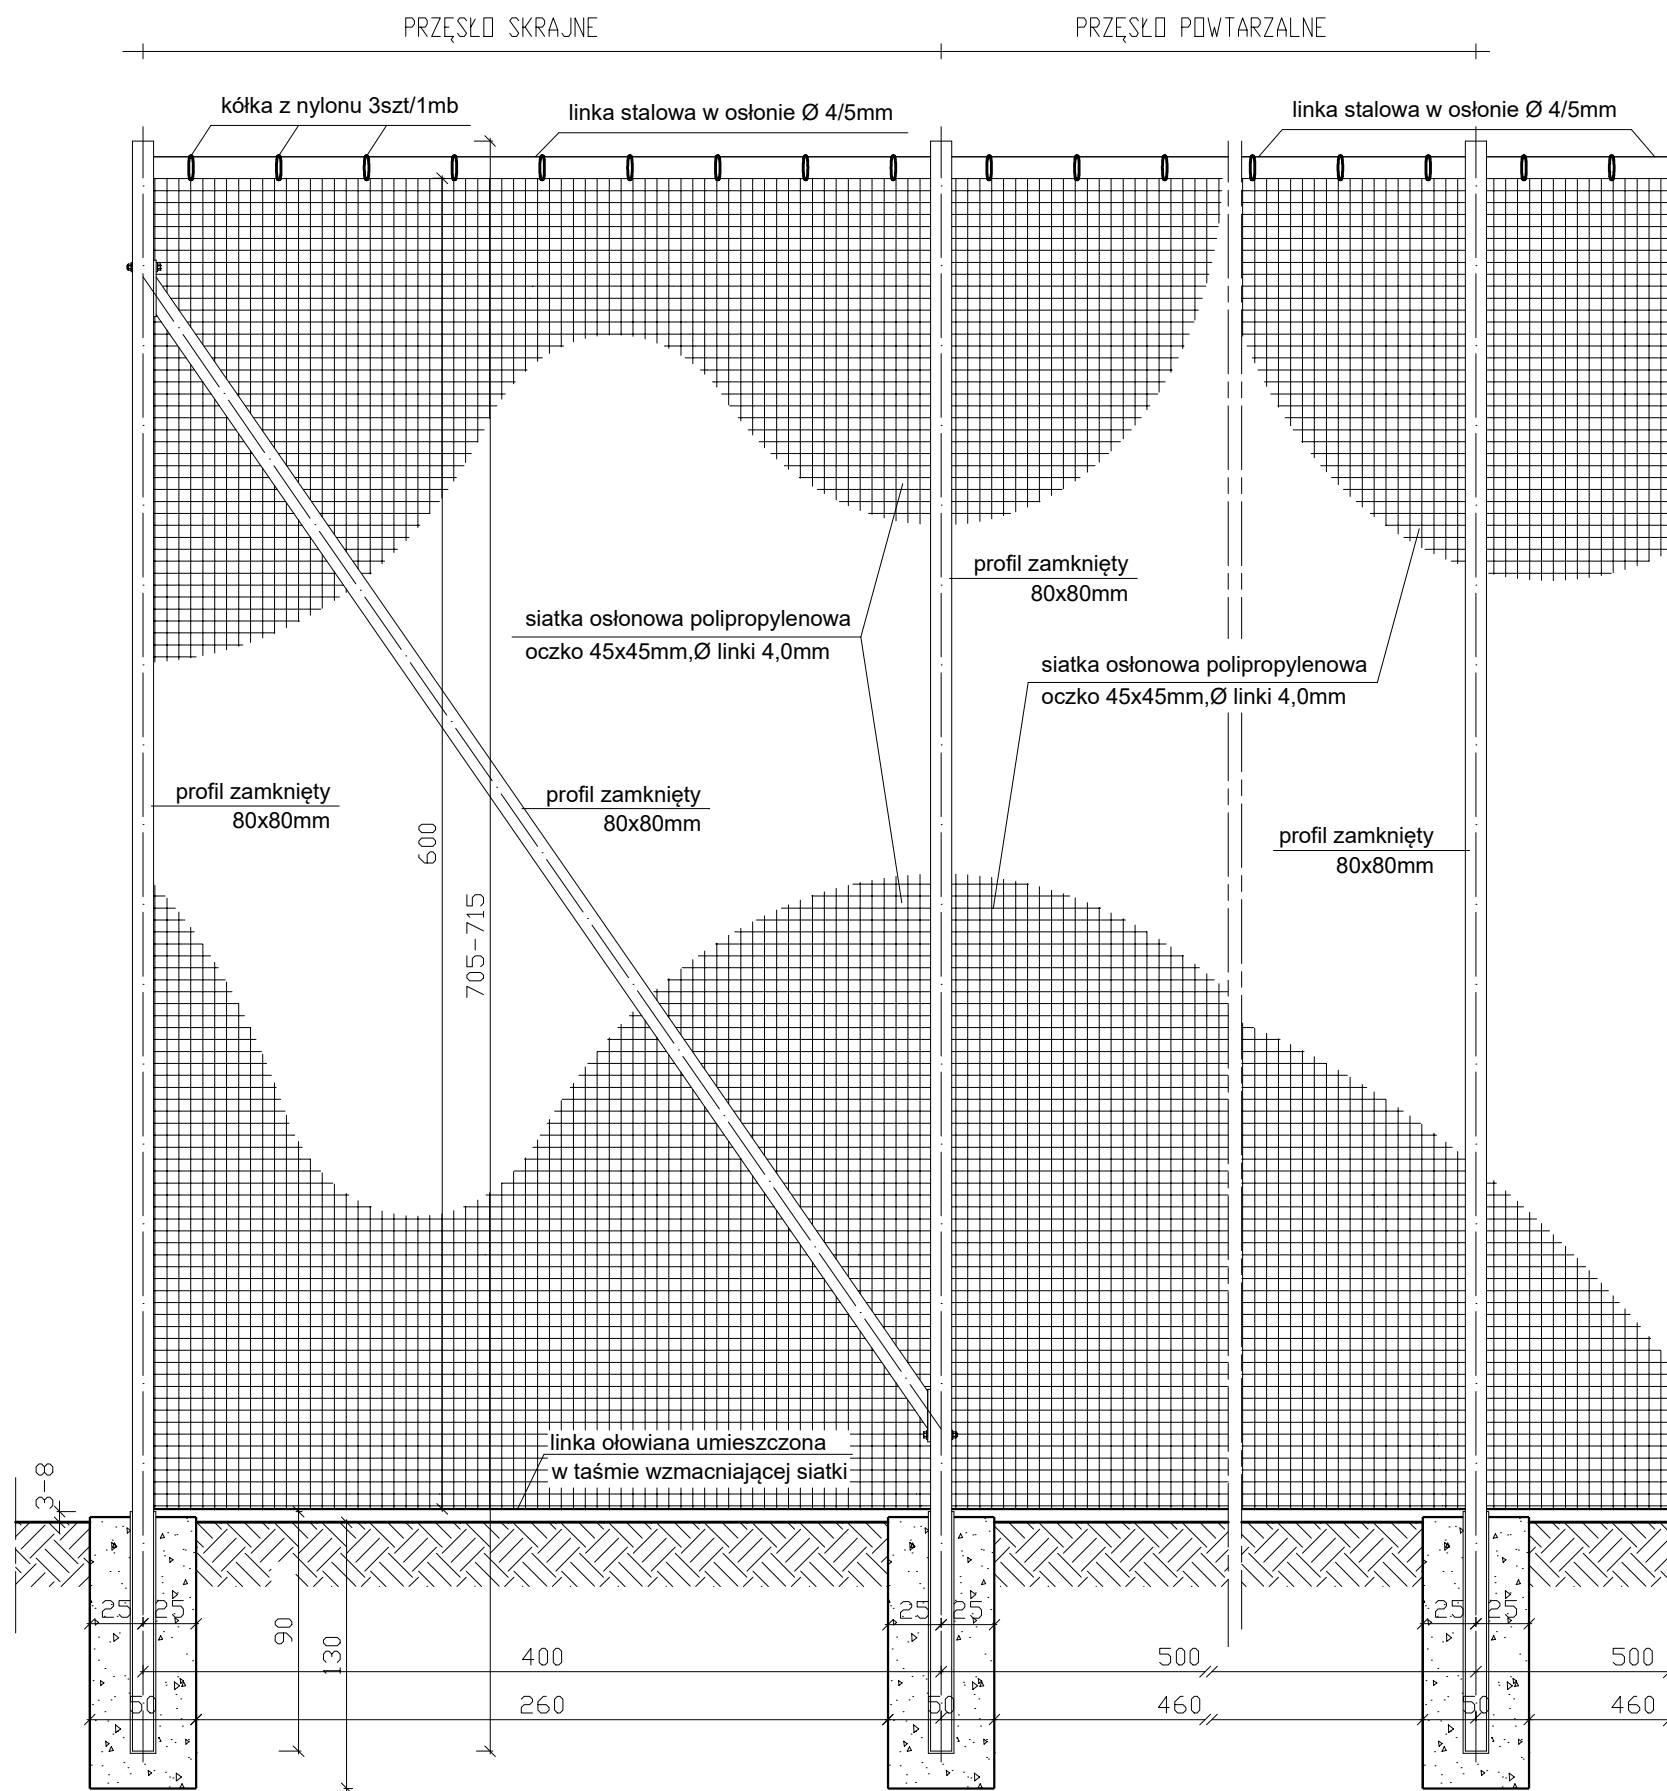 PRZĘSŁO SKRAJNE
PRZĘSŁO POWTARZALNE
kółka z nylonu 3szt/1mb
linka stalowa w osłonie Ø 4/5mm
linka stalowa w osłonie Ø 4/5mm
profil zamknięty
80x80mm
siatka osłonowa polipropylenowa
oczko 45x45mm,Ø linki 4,0mm
siatka osłonowa polipropylenowa
oczko 45x45mm,Ø linki 4,0mm
profil zamknięty
80x80mm
profil zamknięty
80x80mm
profil zamknięty
80x80mm
600
705-715
linka ołowiana umieszczona
w taśmie wzmacniającej siatki
3-8
25 25
25 25
25 25
90
130
400
500
500
50
260
50
460
50
460